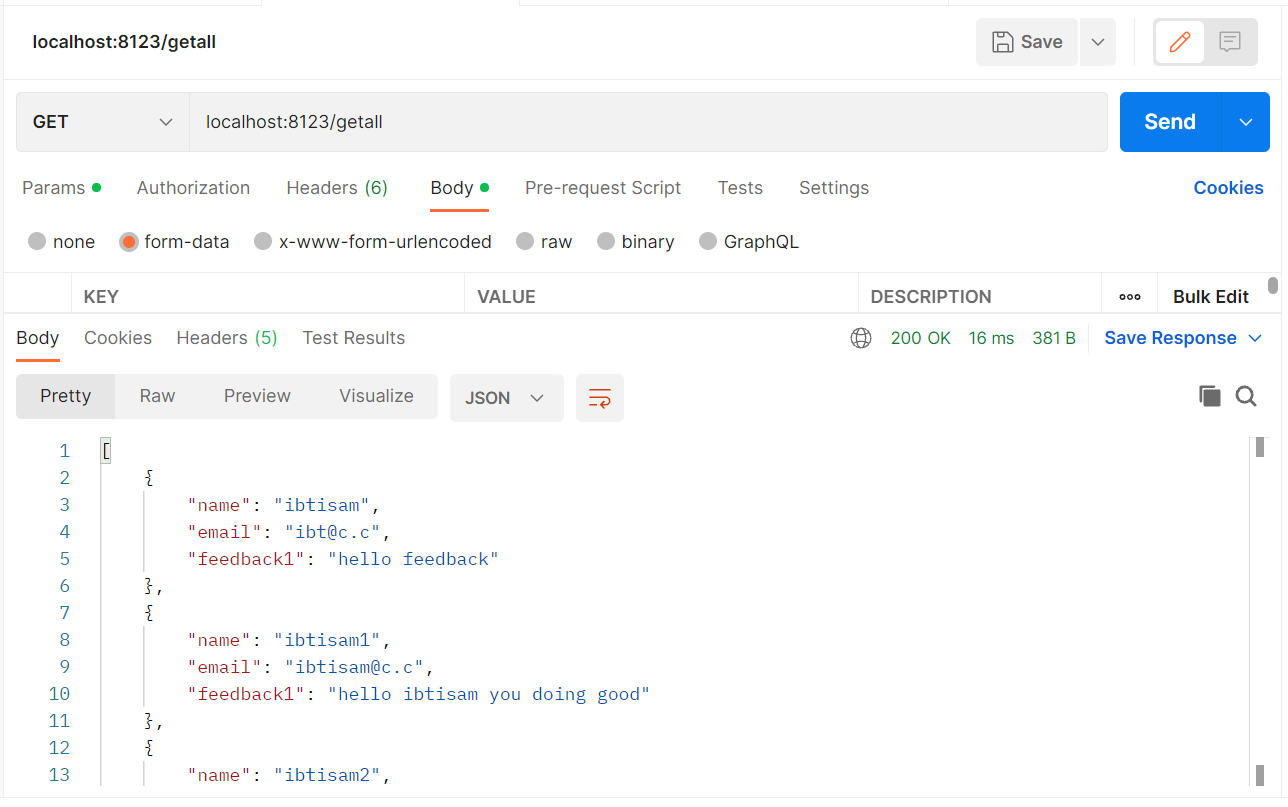 localhost:8123/getall Save
GET localhost:8123/getall Send
Params Authorization Headers (6) Body Pre-request Script Tests Settings Cookies
none form-data x-www-form-urlencoded raw binary GraphQL
KEY VALUE DESCRIPTION ooo Bulk Edit
Body Cookies Headers (5) Test Results 200 OK 16 ms 381 B Save Response
Pretty Raw Preview Visualize JSON
1 [
2 {
3 "name": "ibtisam",
4 "email": "ibt@c.c",
5 "feedback1": "hello feedback"
6 },
7 {
8 "name": "ibtisam1",
9 "email": "ibtisam@c.c",
10 "feedback1": "hello ibtisam you doing good"
11 },
12 {
13 "name": "ibtisam2",